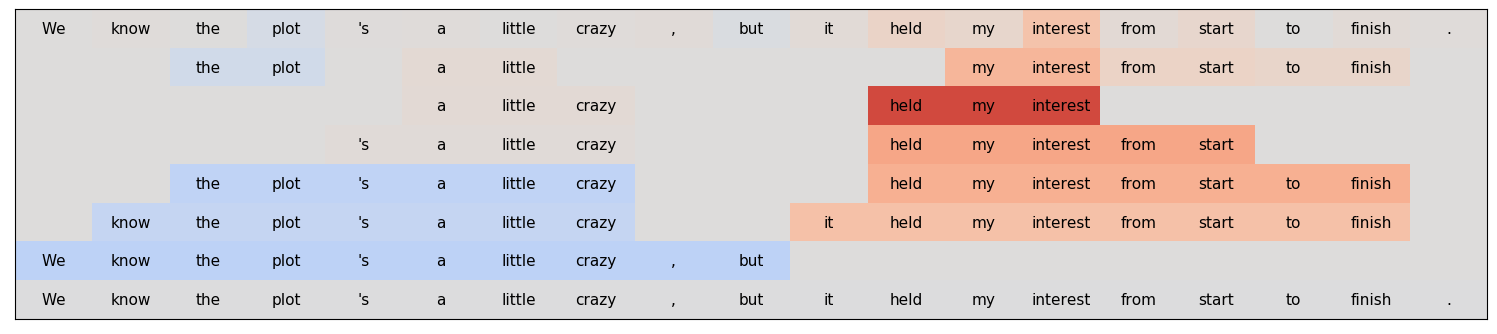 We know the plot 's a little crazy , but it held my interest from start to finish .
the plot a little my interest from start to finish
a little crazy held my interest
's a little crazy held my interest from start
the plot 's a little crazy held my interest from start to finish
know the plot 's a little crazy it held my interest from start to finish
We know the plot 's a little crazy , but
We know the plot 's a little crazy , but it held my interest from start to finish .